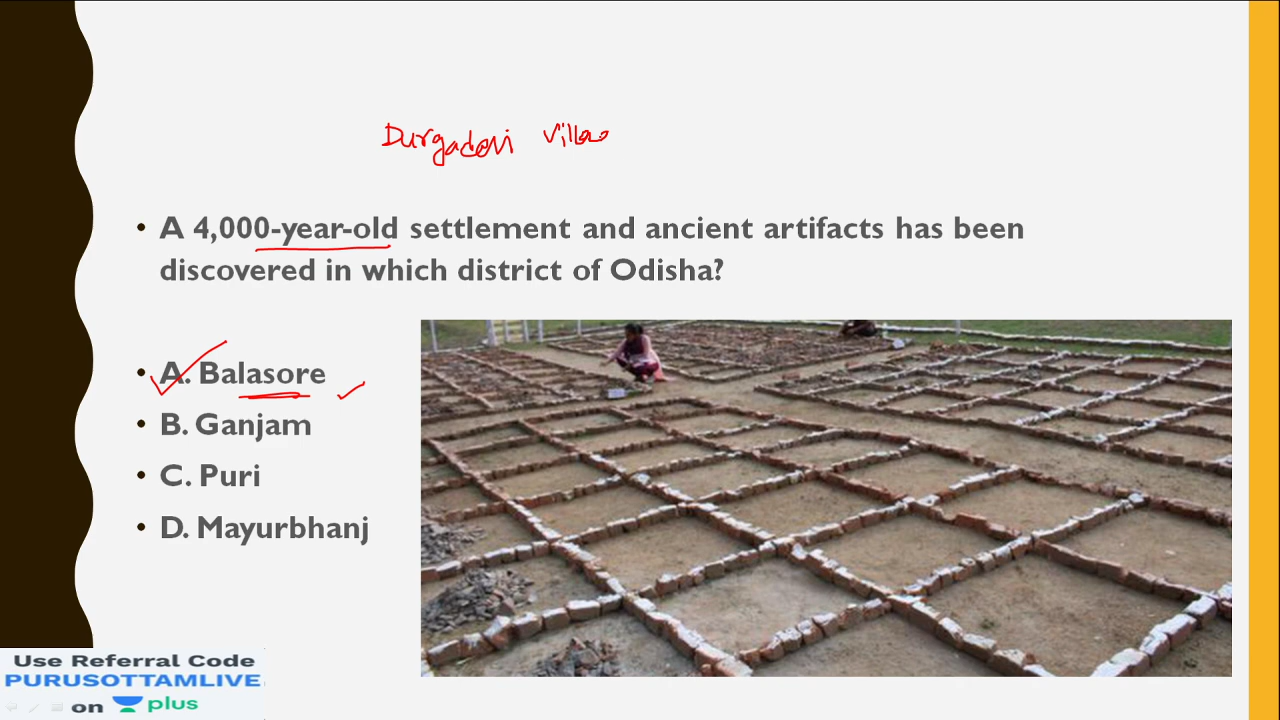 Durgadevi
• A 4,000-year-old settlement and ancient artifacts has been
discovered in which district of Odisha?
• A. Balasore
• B. Ganjam
• C. Puri
• D. Mayurbhanj
Use Referral Code
PURUSOTTAMLIVE
on plus